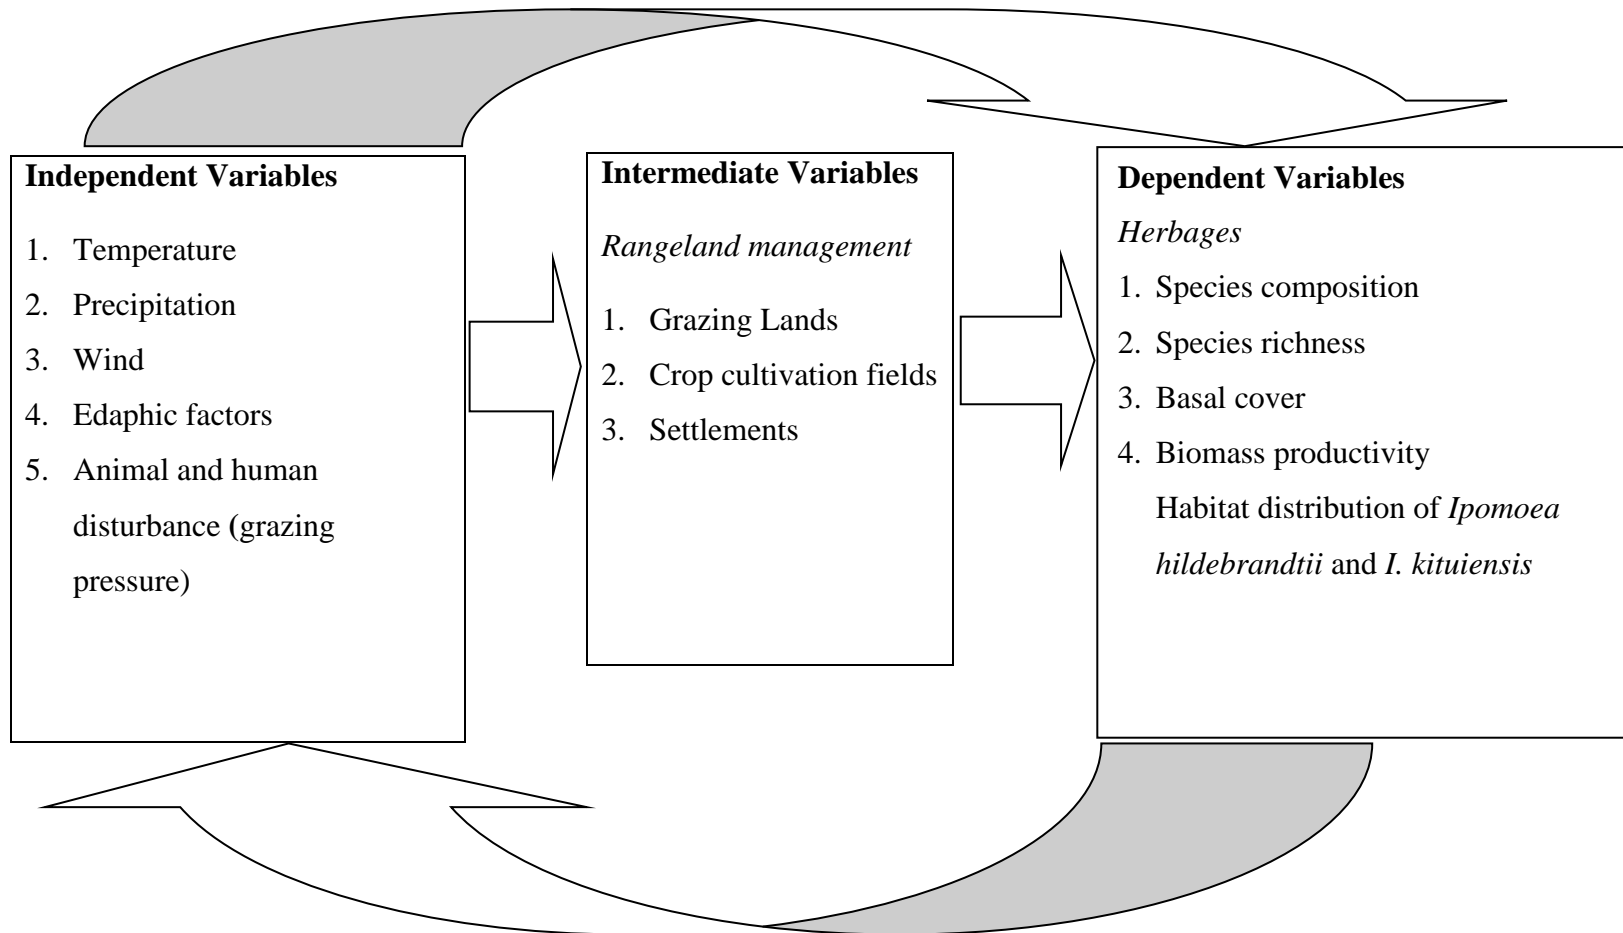 Independent Variables
1. Temperature
2. Precipitation
3. Wind
4. Edaphic factors
5. Animal and human
disturbance (grazing
pressure)
Intermediate Variables
Rangeland management
1. Grazing Lands
2. Crop cultivation fields
3. Settlements
Dependent Variables
Herbages
1. Species composition
2. Species richness
3. Basal cover
4. Biomass productivity
Habitat distribution of Ipomoea
hildebrandtii and I. kituiensis